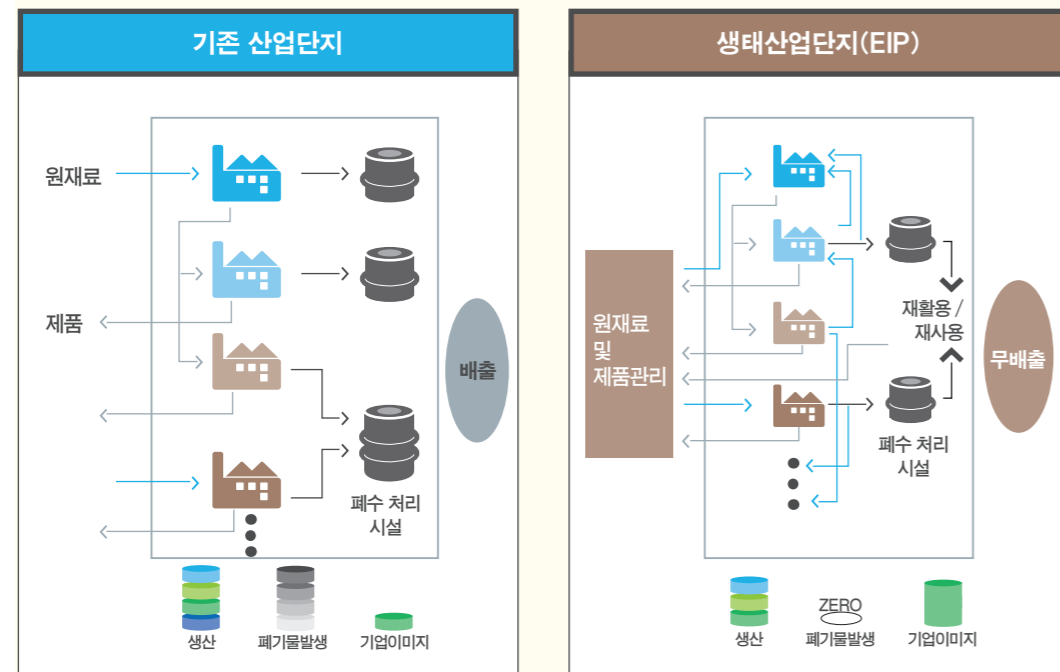 기존 산업단지
원재료
제품
배출
폐수 처리
시설
생산
폐기물발생
기업이미지
생태산업단지(EIP)
원재료
및
제품관리
재활용 /
재사용
무배출
폐수 처리
시설
ZERO
생산
폐기물발생
기업이미지